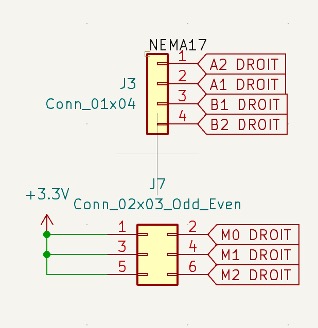 NEMA17
J3
Conn_01x04
1
A2 DROIT
2
A1 DROIT
3
B1 DROIT
4
B2 DROIT
J7
Conn_02x03_Odd_Even
+3.3V
1
2
M0 DROIT
3
4
M1 DROIT
5
6
M2 DROIT